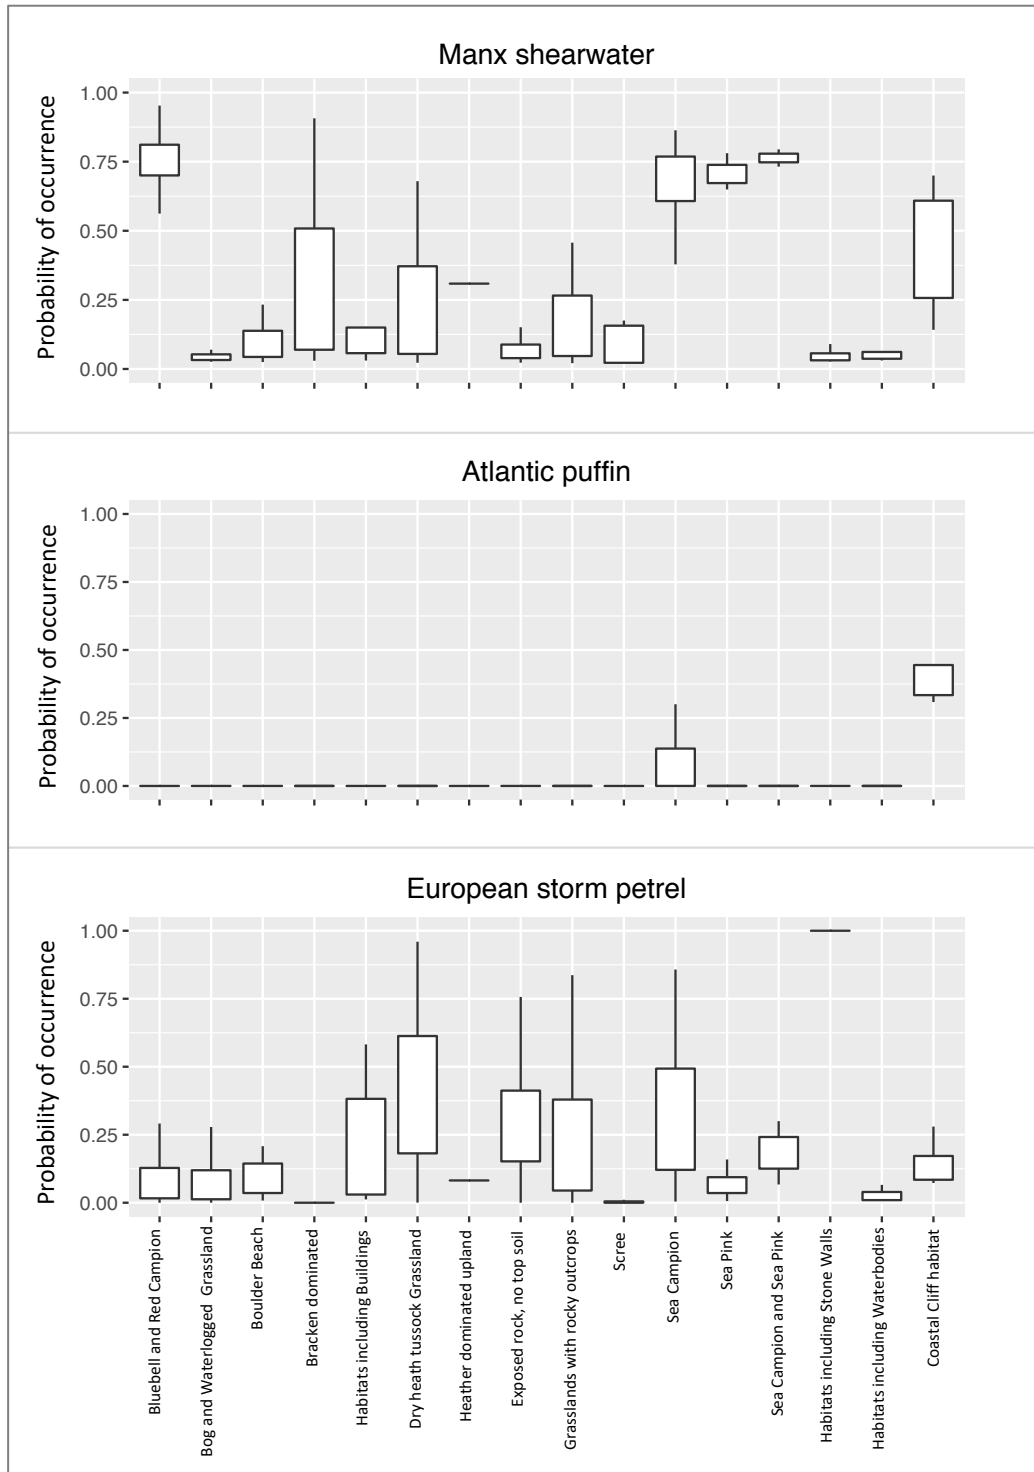 Manx shearwater
Probability of occurrence
1.00
0.75
0.50
0.25
0.00
Atlantic puffin
Probability of occurrence
1.00
0.75
0.50
0.25
0.00
European storm petrel
Probability of occurrence
1.00
0.75
0.50
0.25
0.00
Bluebell and Red Campion
Bog and Waterlogged Grassland
Boulder Beach
Bracken dominated
Habitats including Buildings
Dry heath tussock Grassland
Heather dominated upland
Exposed rock, no top soil
Grasslands with rocky outcrops
Scree
Sea Campion
Sea Pink
Sea Campion and Sea Pink
Habitats including Stone Walls
Habitats including Waterbodies
Coastal Cliff habitat